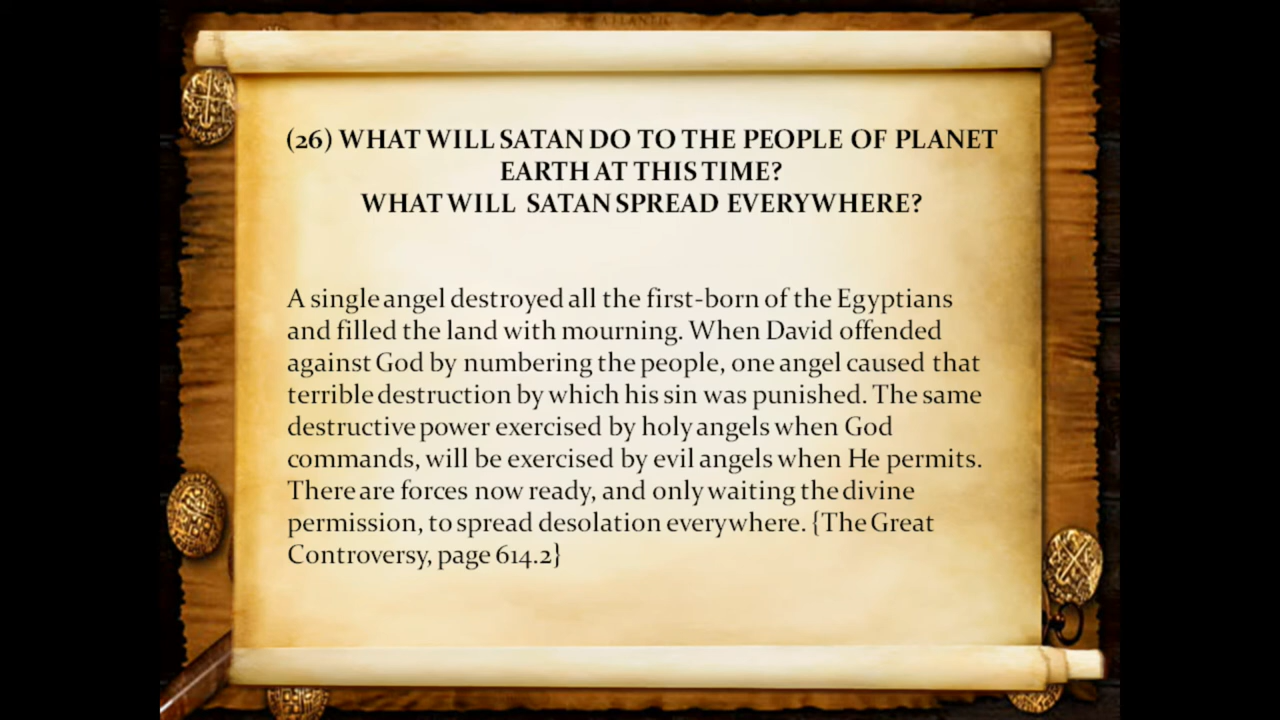 ATLANTIC
(26) WHAT WILL SATAN DO TO THE PEOPLE OF PLANET
EARTH AT THIS TIME?
WHAT WILL SATAN SPREAD EVERYWHERE?
A single angel destroyed all the first-born of the Egyptians
and filled the land with mourning. When David offended
against God by numbering the people, one angel caused that
terrible destruction by which his sin was punished. The same
destructive power exercised by holy angels when God
commands, will be exercised by evil angels when He permits.
There are forces now ready, and only waiting the divine
permission, to spread desolation everywhere. {The Great
Controversy, page 614.2}